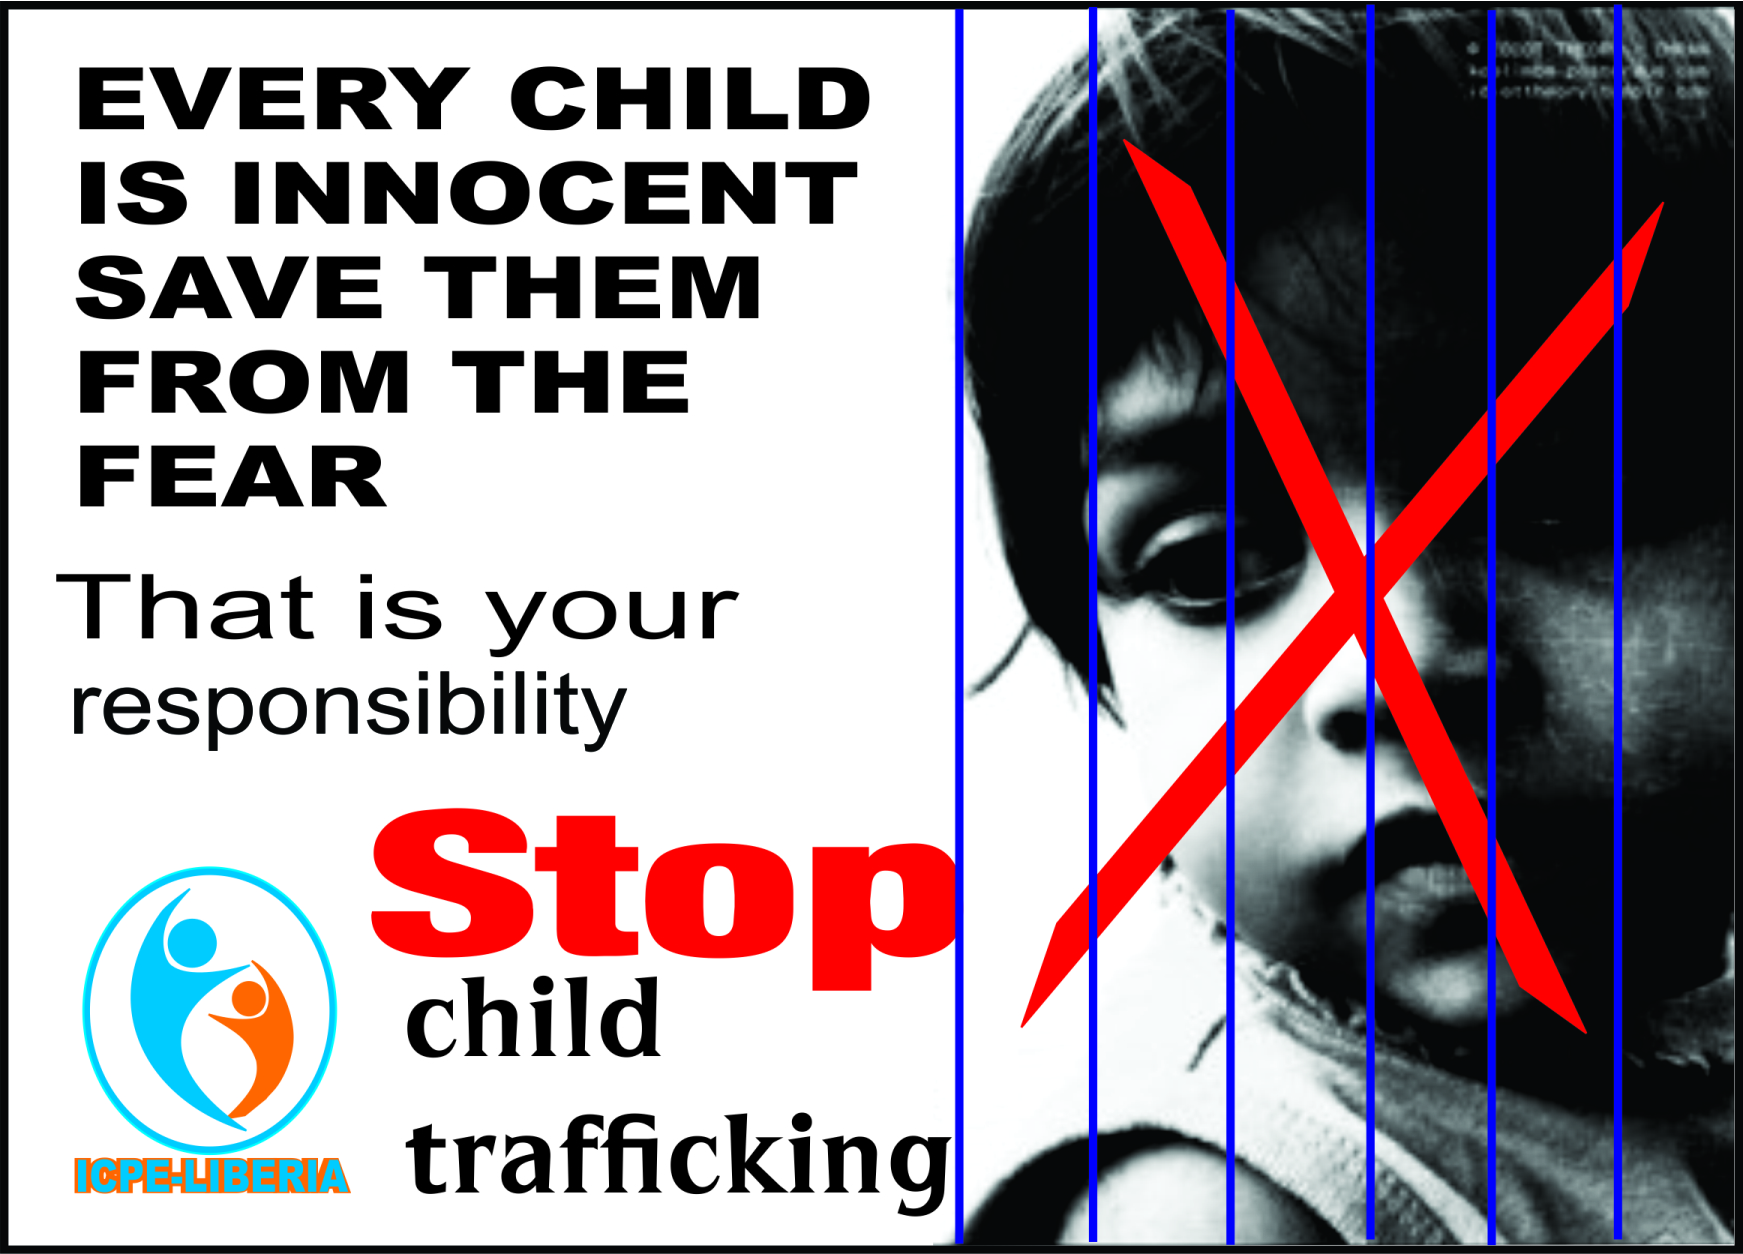 EVERY CHILD
IS INNOCENT
SAVE THEM
FROM THE
FEAR
That is your
responsibility
Stop
child
trafficking
ICPE-LIBERIA